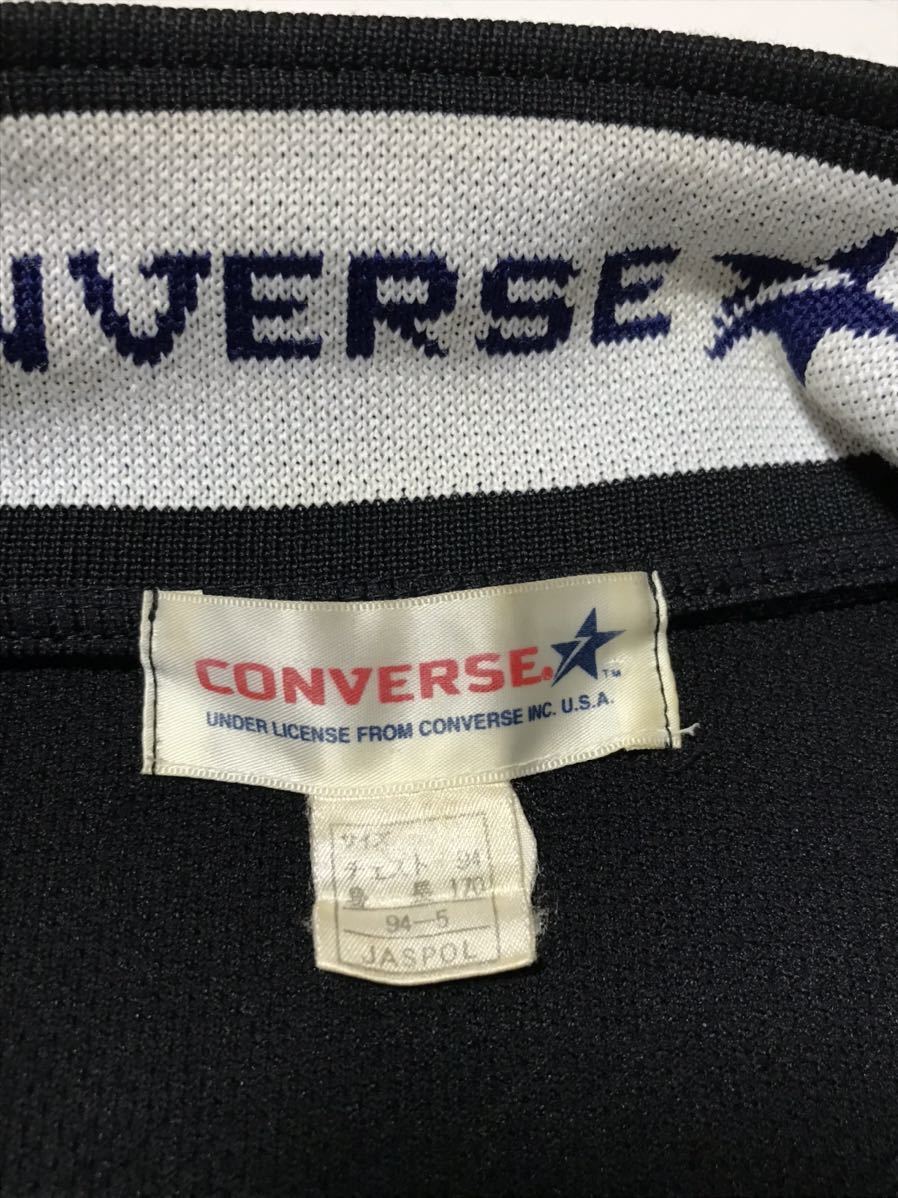 NVERSE
CONVERSE®
TM
UNDER LICENSE FROM CONVERSE INC. U.S.A.
サイズ
チェスト 94
身長 170
94-5
JASPOL